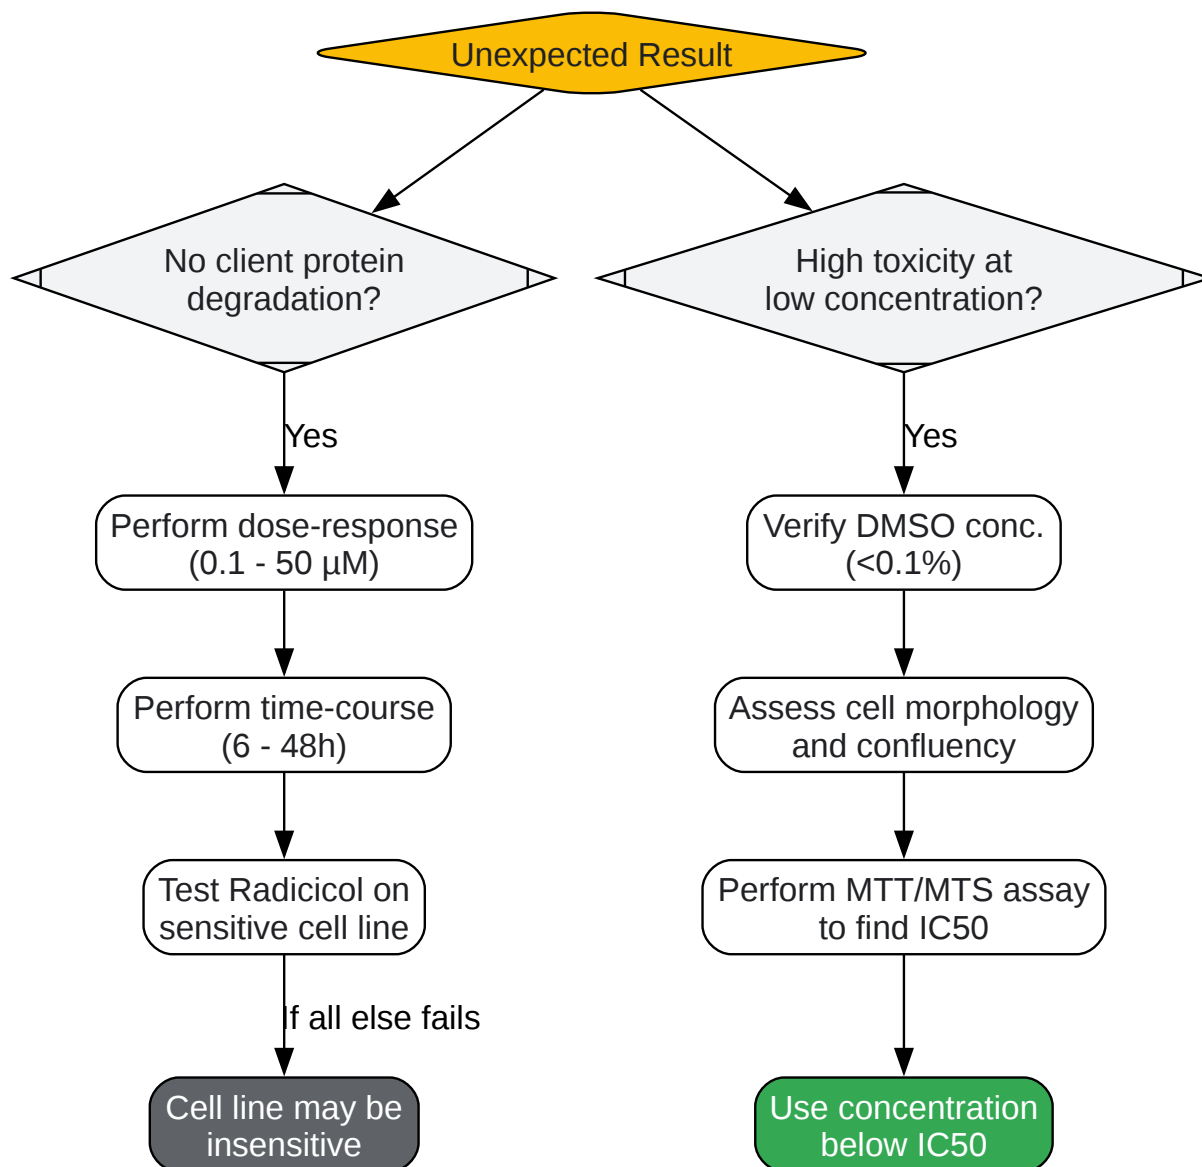 Unexpected Result
No client protein
degradation?
High toxicity at
low concentration?
Yes
Yes
Perform dose-response
(0.1 - 50 µM)
Verify DMSO conc.
(<0.1%)
Perform time-course
(6 - 48h)
Assess cell morphology
and confluency
Test Radicicol on
sensitive cell line
Perform MTT/MTS assay
to find IC50
If all else fails
Cell line may be
insensitive
Use concentration
below IC50